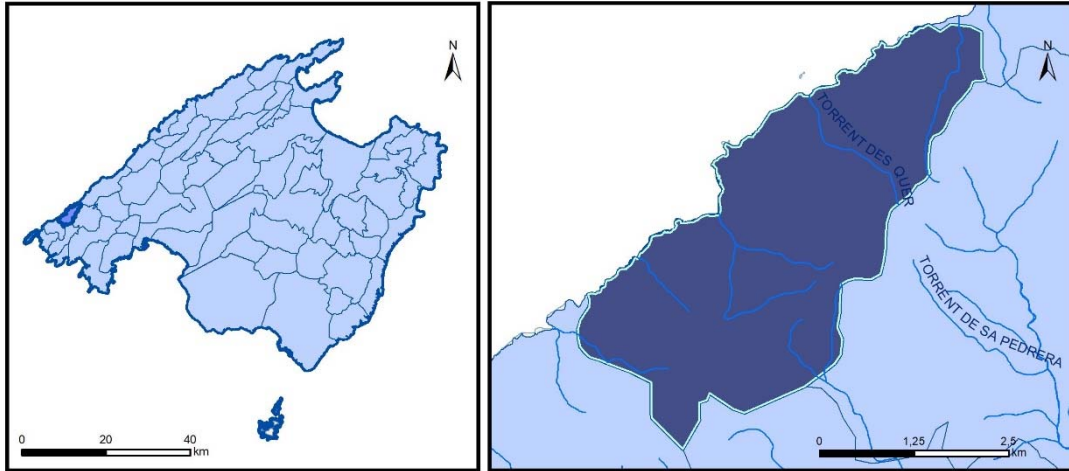 N
0 20 40
km
N
TORRENT DES QUER
TORRENT DE SA PEDRERA
0 1,25 2,5
km